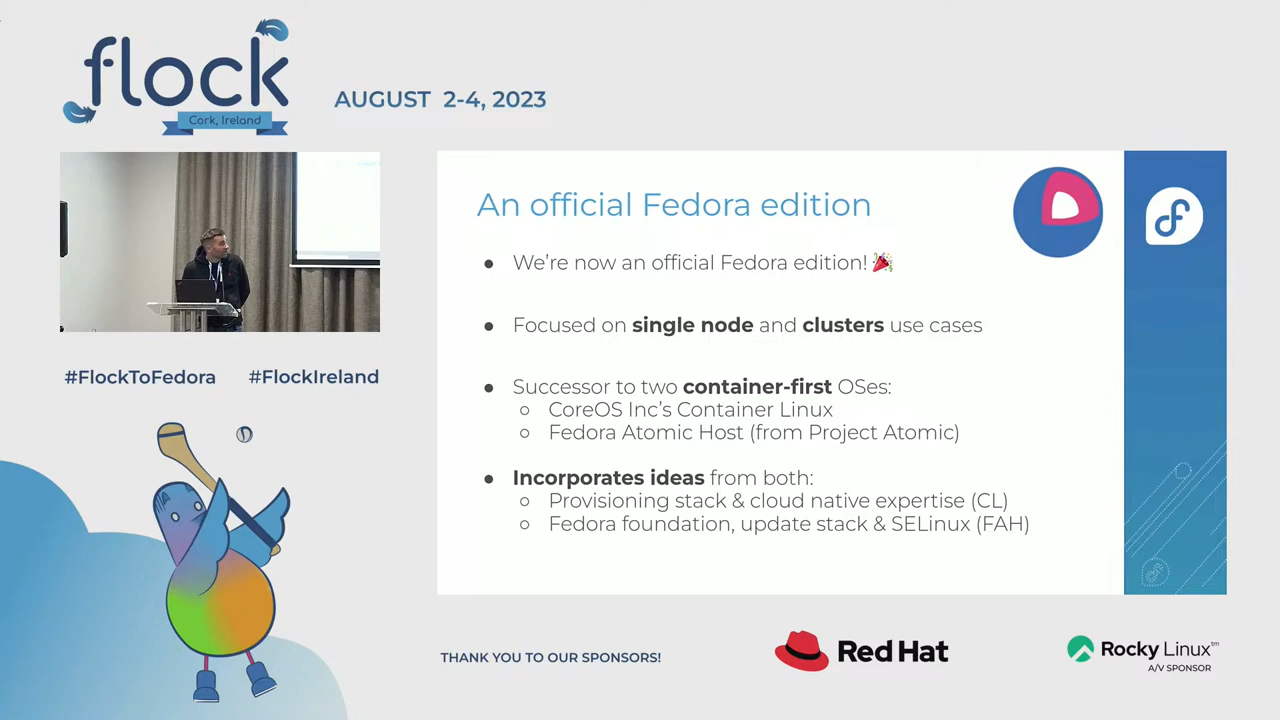 flock
Cork, Ireland
AUGUST 2-4, 2023
An official Fedora edition
● We're now an official Fedora edition! 🎉
● Focused on single node and clusters use cases
● Successor to two container-first OSes:
○ CoreOS Inc's Container Linux
○ Fedora Atomic Host (from Project Atomic)
● Incorporates ideas from both:
○ Provisioning stack & cloud native expertise (CL)
○ Fedora foundation, update stack & SELinux (FAH)
#FlockToFedora #FlockIreland
THANK YOU TO OUR SPONSORS!
Red Hat
Rocky Linux™
A/V SPONSOR